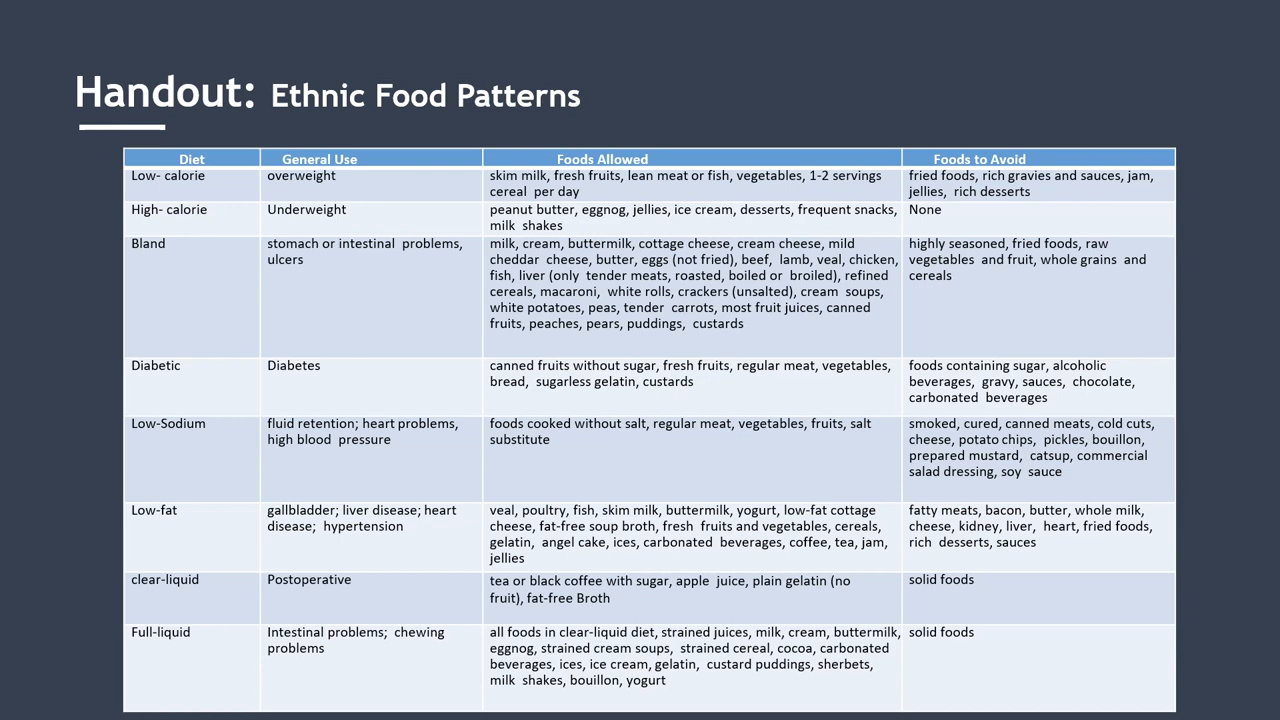 Handout: Ethnic Food Patterns
Diet General Use Foods Allowed Foods to Avoid
Low- calorie
overweight
skim milk, fresh fruits, lean meat or fish, vegetables, 1-2 servings
cereal per day
fried foods, rich gravies and sauces, jam,
jellies, rich desserts
High- calorie
Underweight
peanut butter, eggnog, jellies, ice cream, desserts, frequent snacks,
milk shakes
None
Bland
stomach or intestinal problems,
ulcers
milk, cream, buttermilk, cottage cheese, cream cheese, mild
cheddar cheese, butter, eggs (not fried), beef, lamb, veal, chicken,
fish, liver (only tender meats, roasted, boiled or broiled), refined
cereals, macaroni, white rolls, crackers (unsalted), cream soups,
white potatoes, peas, tender carrots, most fruit juices, canned
fruits, peaches, pears, puddings, custards
highly seasoned, fried foods, raw
vegetables and fruit, whole grains and
cereals
Diabetic
Diabetes
canned fruits without sugar, fresh fruits, regular meat, vegetables,
bread, sugarless gelatin, custards
foods containing sugar, alcoholic
beverages, gravy, sauces, chocolate,
carbonated beverages
Low-Sodium
fluid retention; heart problems,
high blood pressure
foods cooked without salt, regular meat, vegetables, fruits, salt
substitute
smoked, cured, canned meats, cold cuts,
cheese, potato chips, pickles, bouillon,
prepared mustard, catsup, commercial
salad dressing, soy sauce
Low-fat
gallbladder; liver disease; heart
disease; hypertension
veal, poultry, fish, skim milk, buttermilk, yogurt, low-fat cottage
cheese, fat-free soup broth, fresh fruits and vegetables, cereals,
gelatin, angel cake, ices, carbonated beverages, coffee, tea, jam,
jellies
fatty meats, bacon, butter, whole milk,
cheese, kidney, liver, heart, fried foods,
rich desserts, sauces
clear-liquid
Postoperative
tea or black coffee with sugar, apple juice, plain gelatin (no
fruit), fat-free Broth
solid foods
Full-liquid
Intestinal problems; chewing
problems
all foods in clear-liquid diet, strained juices, milk, cream, buttermilk,
eggnog, strained cream soups, strained cereal, cocoa, carbonated
beverages, ices, ice cream, gelatin, custard puddings, sherbets,
milk shakes, bouillon, yogurt
solid foods